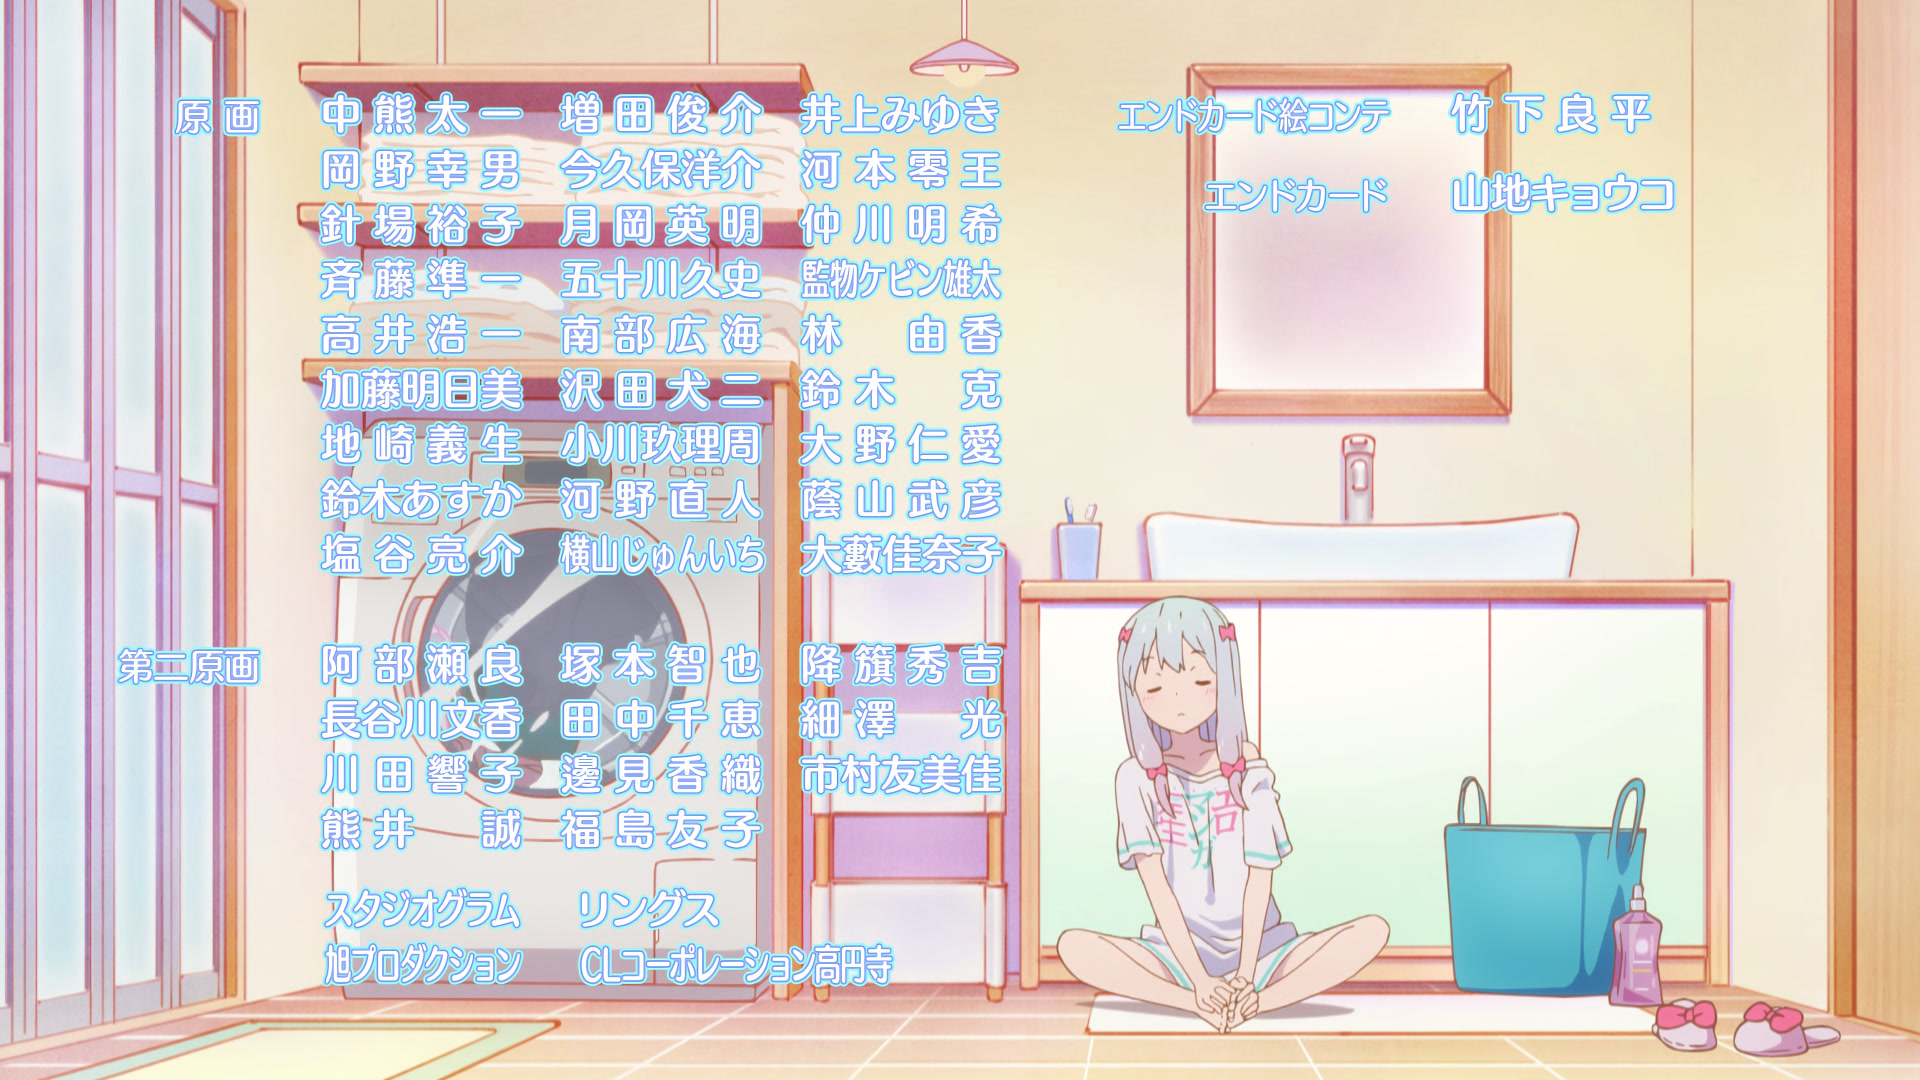 原画 中熊太一 増田俊介 井上みゆき
岡野幸男 今久保洋介 河本零王
針場裕子 月岡英明 仲川明希
斉藤準一 五十川久史 監物ケビン雄太
高井浩一 南部広海 林由香
加藤明日美 沢田犬二 鈴木克
地崎義生 小川玖理周 大野仁愛
鈴木あすか 河野直人 蔭山武彦
塩谷亮介 横山じゅんいち 大藪佳奈子
第二原画 阿部瀬良 塚本智也 降籏秀吉
長谷川文香 田中千恵 細澤光
川田響子 邊見香織 市村友美佳
熊井誠 福島友子
スタジオグラム リングス
旭プロダクション CLコーポレーション高円寺
エンドカード絵コンテ 竹下良平
エンドカード 山地キョウコ